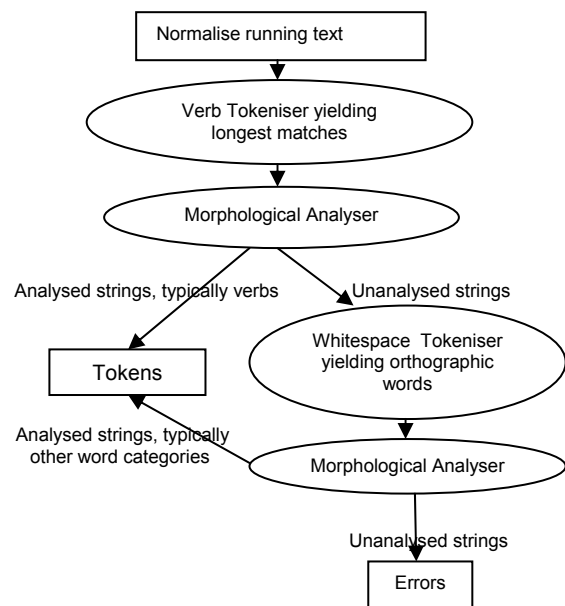 Normalise running text
Verb Tokeniser yielding
longest matches
Morphological Analyser
Analysed strings, typically verbs
Unanalysed strings
Whitespace Tokeniser
yielding orthographic
words
Tokens
Analysed strings, typically
other word categories
Morphological Analyser
Unanalysed strings
Errors